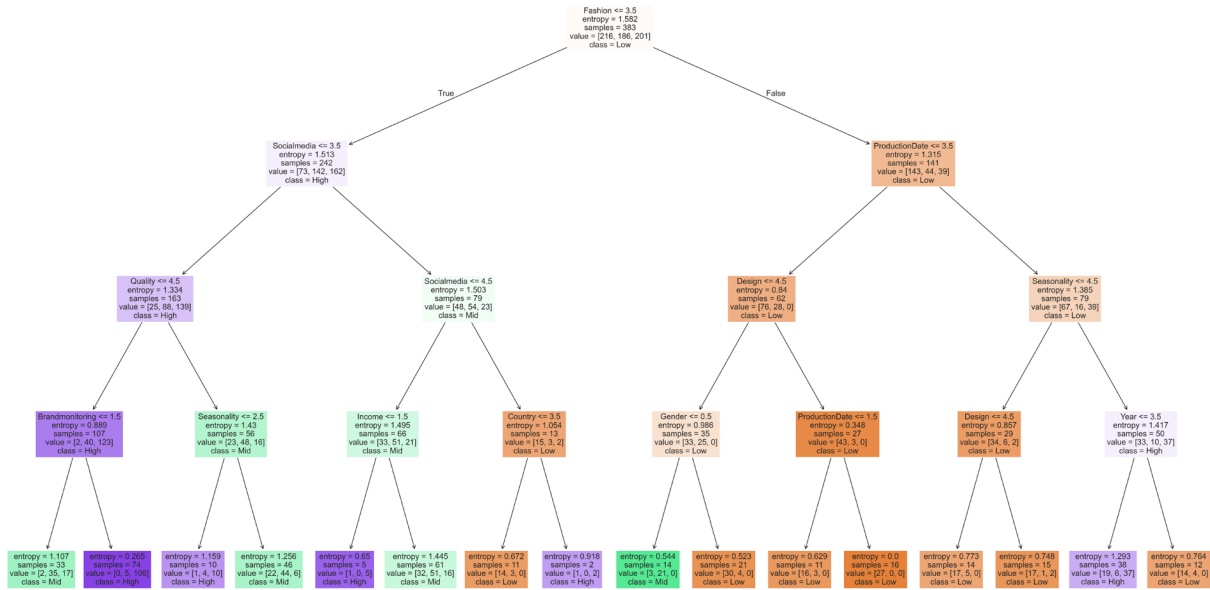 Fashion <= 3.5
entropy = 1.582
samples = 383
value = [216, 186, 201]
class = Low
True
False
Socialmedia <= 3.5
entropy = 1.513
samples = 242
value = [73, 142, 162]
class = High
ProductionDate <= 3.5
entropy = 1.315
samples = 141
value = [143, 44, 39]
class = Low
Quality <= 4.5
entropy = 1.334
samples = 163
value = [25, 88, 139]
class = High
Socialmedia <= 4.5
entropy = 1.503
samples = 79
value = [48, 54, 23]
class = Mid
Design <= 4.5
entropy = 0.84
samples = 62
value = [76, 28, 0]
class = Low
Seasonality <= 4.5
entropy = 1.385
samples = 79
value = [67, 16, 39]
class = Low
Brandmonitoring <= 1.5
entropy = 0.889
samples = 107
value = [2, 40, 123]
class = High
Seasonality <= 2.5
entropy = 1.43
samples = 56
value = [23, 48, 16]
class = Mid
Income <= 1.5
entropy = 1.495
samples = 66
value = [33, 51, 21]
class = Mid
Country <= 3.5
entropy = 1.054
samples = 13
value = [15, 3, 2]
class = Low
Gender <= 0.5
entropy = 0.986
samples = 35
value = [33, 25, 0]
class = Low
ProductionDate <= 1.5
entropy = 0.348
samples = 27
value = [43, 3, 0]
class = Low
Design <= 4.5
entropy = 0.857
samples = 29
value = [34, 6, 2]
class = Low
Year <= 3.5
entropy = 1.417
samples = 50
value = [33, 10, 37]
class = High
entropy = 1.107
samples = 33
value = [2, 35, 17]
class = Mid
entropy = 0.265
samples = 74
value = [0, 5, 106]
class = High
entropy = 1.159
samples = 10
value = [1, 4, 10]
class = High
entropy = 1.256
samples = 46
value = [22, 44, 6]
class = Mid
entropy = 0.65
samples = 5
value = [1, 0, 5]
class = High
entropy = 1.445
samples = 61
value = [32, 51, 16]
class = Mid
entropy = 0.672
samples = 11
value = [14, 3, 0]
class = Low
entropy = 0.918
samples = 2
value = [1, 0, 2]
class = High
entropy = 0.544
samples = 14
value = [3, 21, 0]
class = Mid
entropy = 0.523
samples = 21
value = [30, 4, 0]
class = Low
entropy = 0.629
samples = 11
value = [16, 3, 0]
class = Low
entropy = 0.0
samples = 16
value = [27, 0, 0]
class = Low
entropy = 0.773
samples = 14
value = [17, 5, 0]
class = Low
entropy = 0.748
samples = 15
value = [17, 1, 2]
class = Low
entropy = 1.293
samples = 38
value = [19, 6, 37]
class = High
entropy = 0.764
samples = 12
value = [14, 4, 0]
class = Low